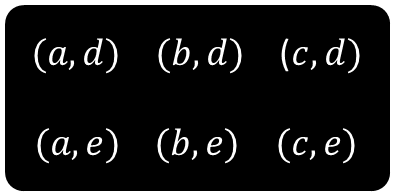 (a, d) (b, d) (c, d)
(a, e) (b, e) (c, e)